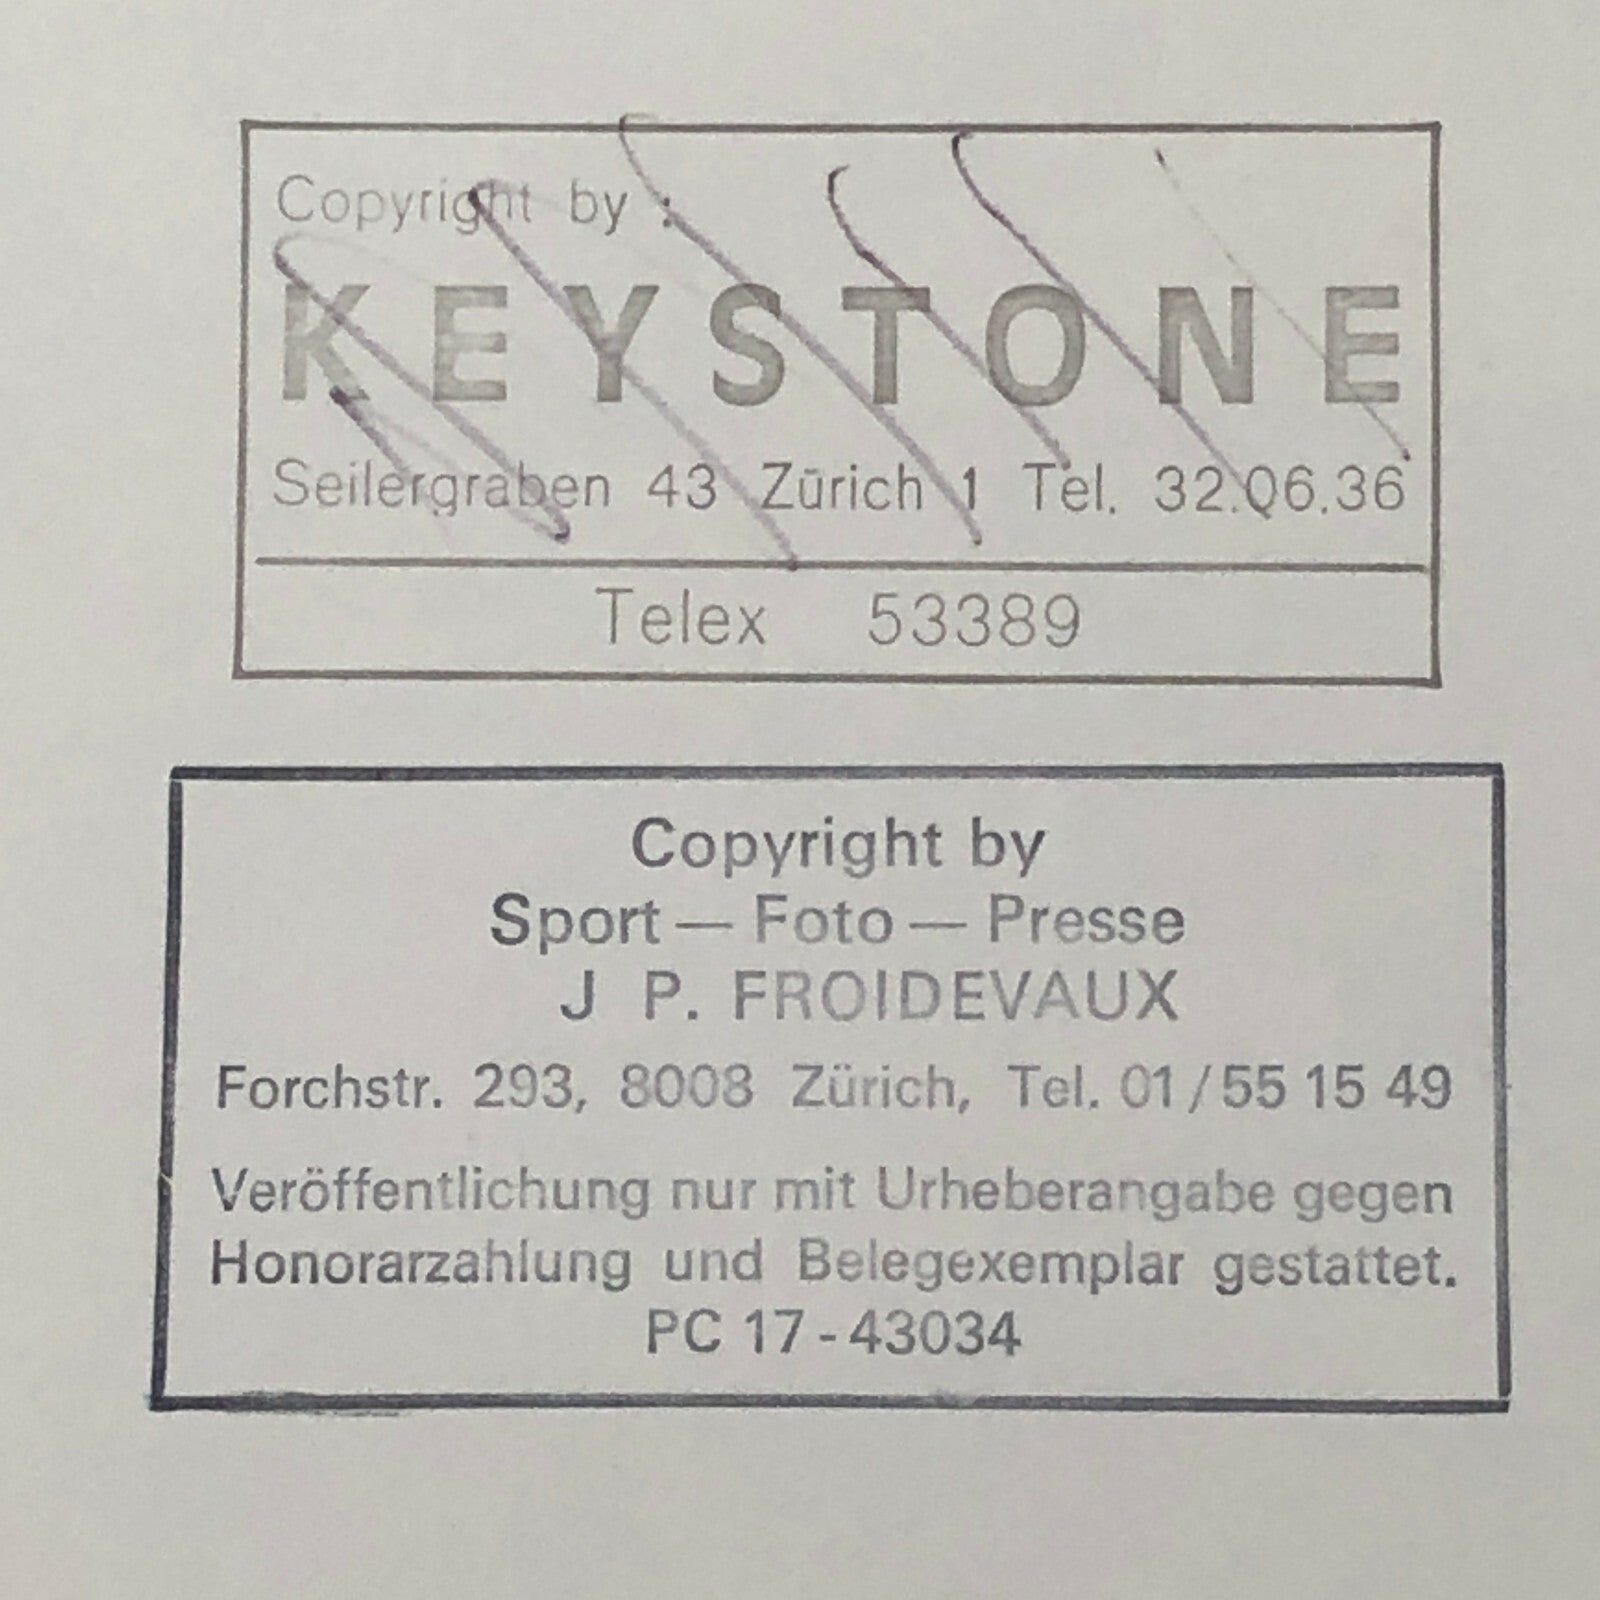 Copyright by :
KEYSTONE
Seilergraben 43 Zürich 1 Tel. 32.06.36
Telex 53389
Copyright by
Sport — Foto — Presse
J P. FROIDEVAUX
Forchstr. 293, 8008 Zürich, Tel. 01/55 15 49
Veröffentlichung nur mit Urheberangabe gegen
Honorarzahlung und Belegexemplar gestattet.
PC 17-43034